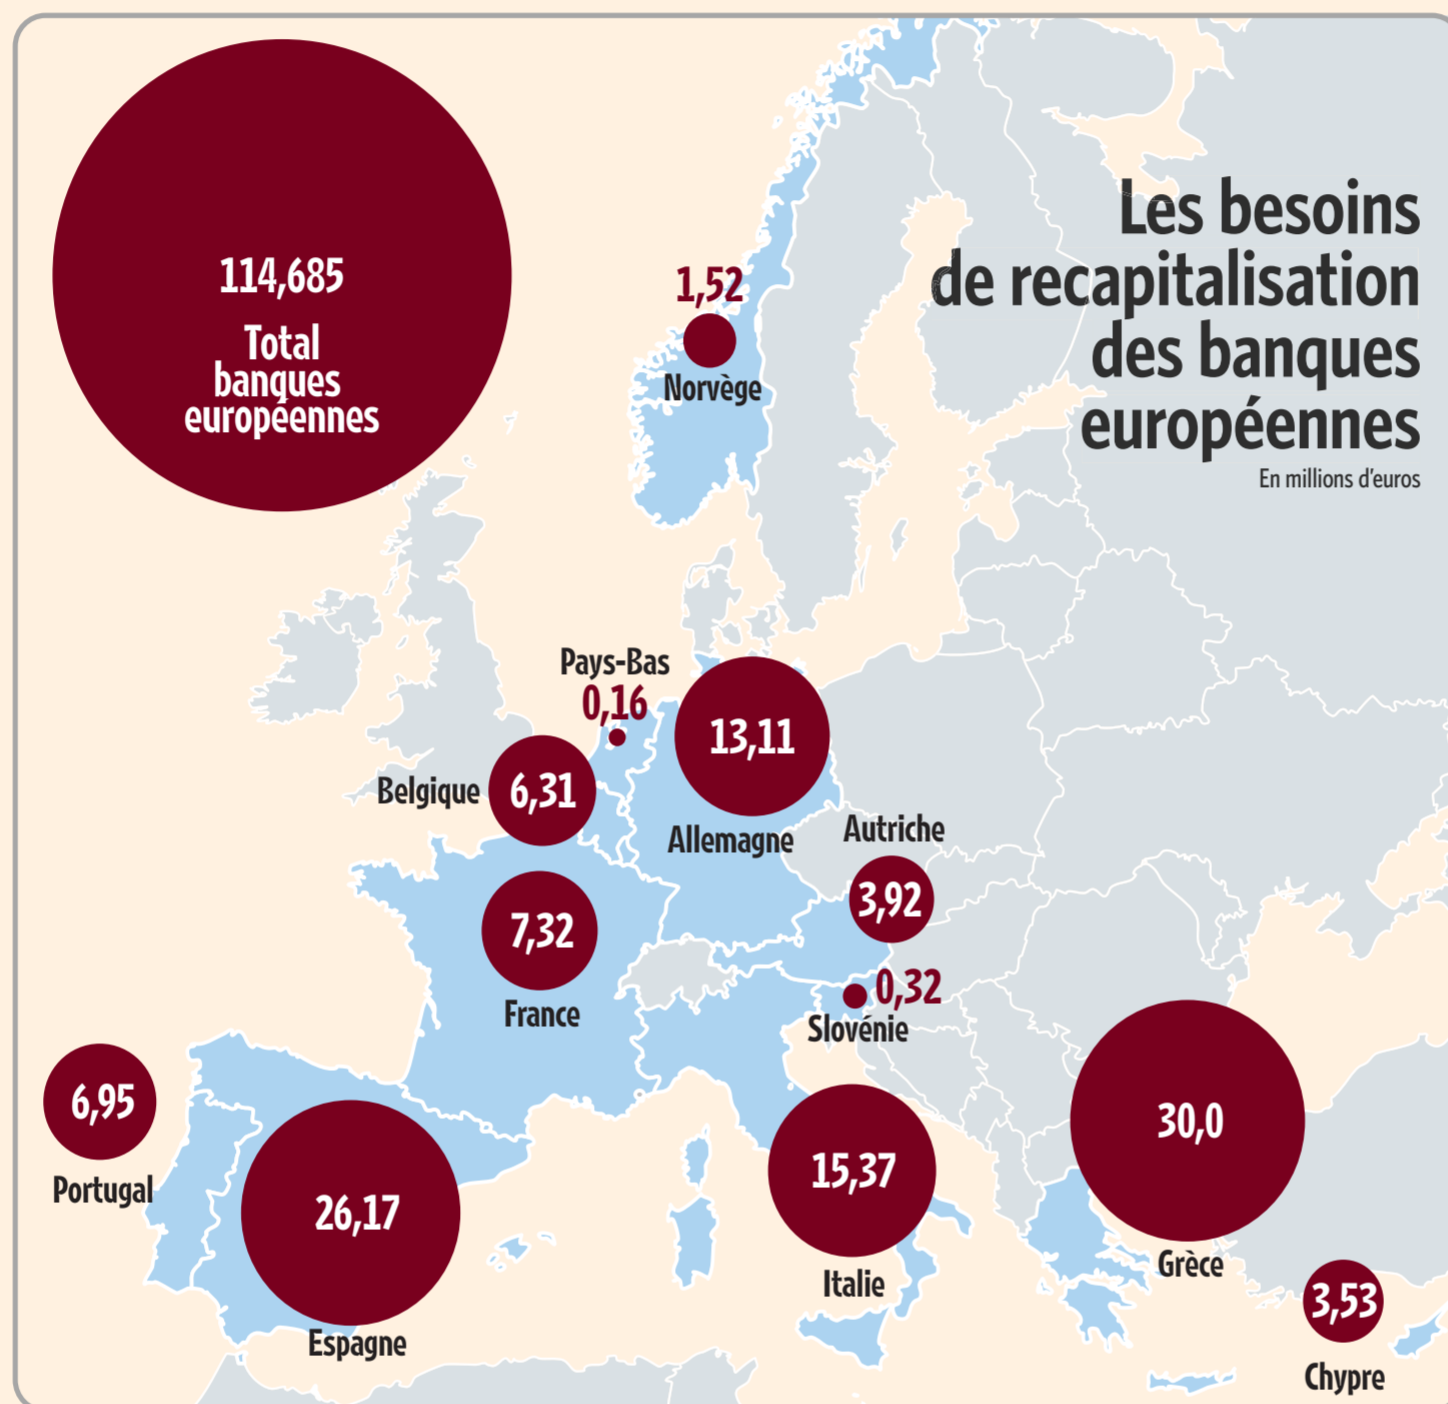 114,685
Total
banques
européennes
Les besoins
de recapitalisation
des banques
européennes
En millions d'euros
1,52
Norvège
Pays-Bas
0,16
13,11
Allemagne
Belgique
6,31
Autriche
3,92
7,32
France
0,32
Slovénie
6,95
Portugal
26,17
Espagne
15,37
Italie
30,0
Grèce
3,53
Chypre